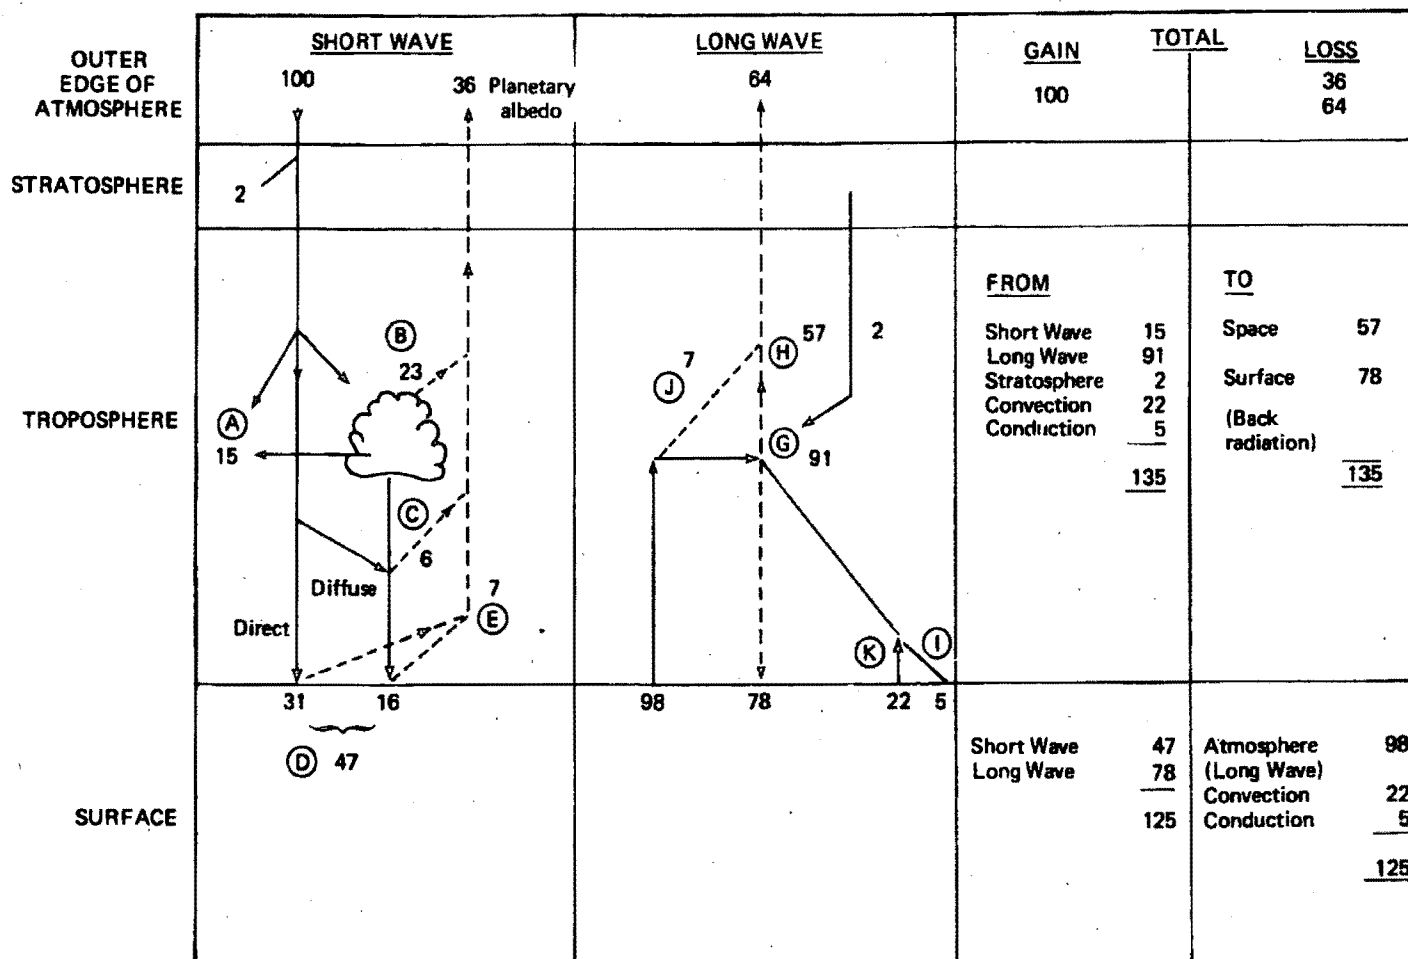 SHORT WAVE
LONG WAVE
TOTAL
GAIN
LOSS
OUTER
EDGE OF
ATMOSPHERE
100
36 Planetary
albedo
64
100
36
64
STRATOSPHERE
2
TROPOSPHERE
B
23
A
15
C
6
Diffuse
Direct
7
E
57
H
2
7
J
G
91
K
I
FROM
Short Wave 15
Long Wave 91
Stratosphere 2
Convection 22
Conduction 5
135
TO
Space 57
Surface 78
(Back
radiation)
135
31
16
98
78
22
5
D 47
SURFACE
Short Wave 47
Long Wave 78
125
Atmosphere 98
(Long Wave)
Convection 22
Conduction 5
125